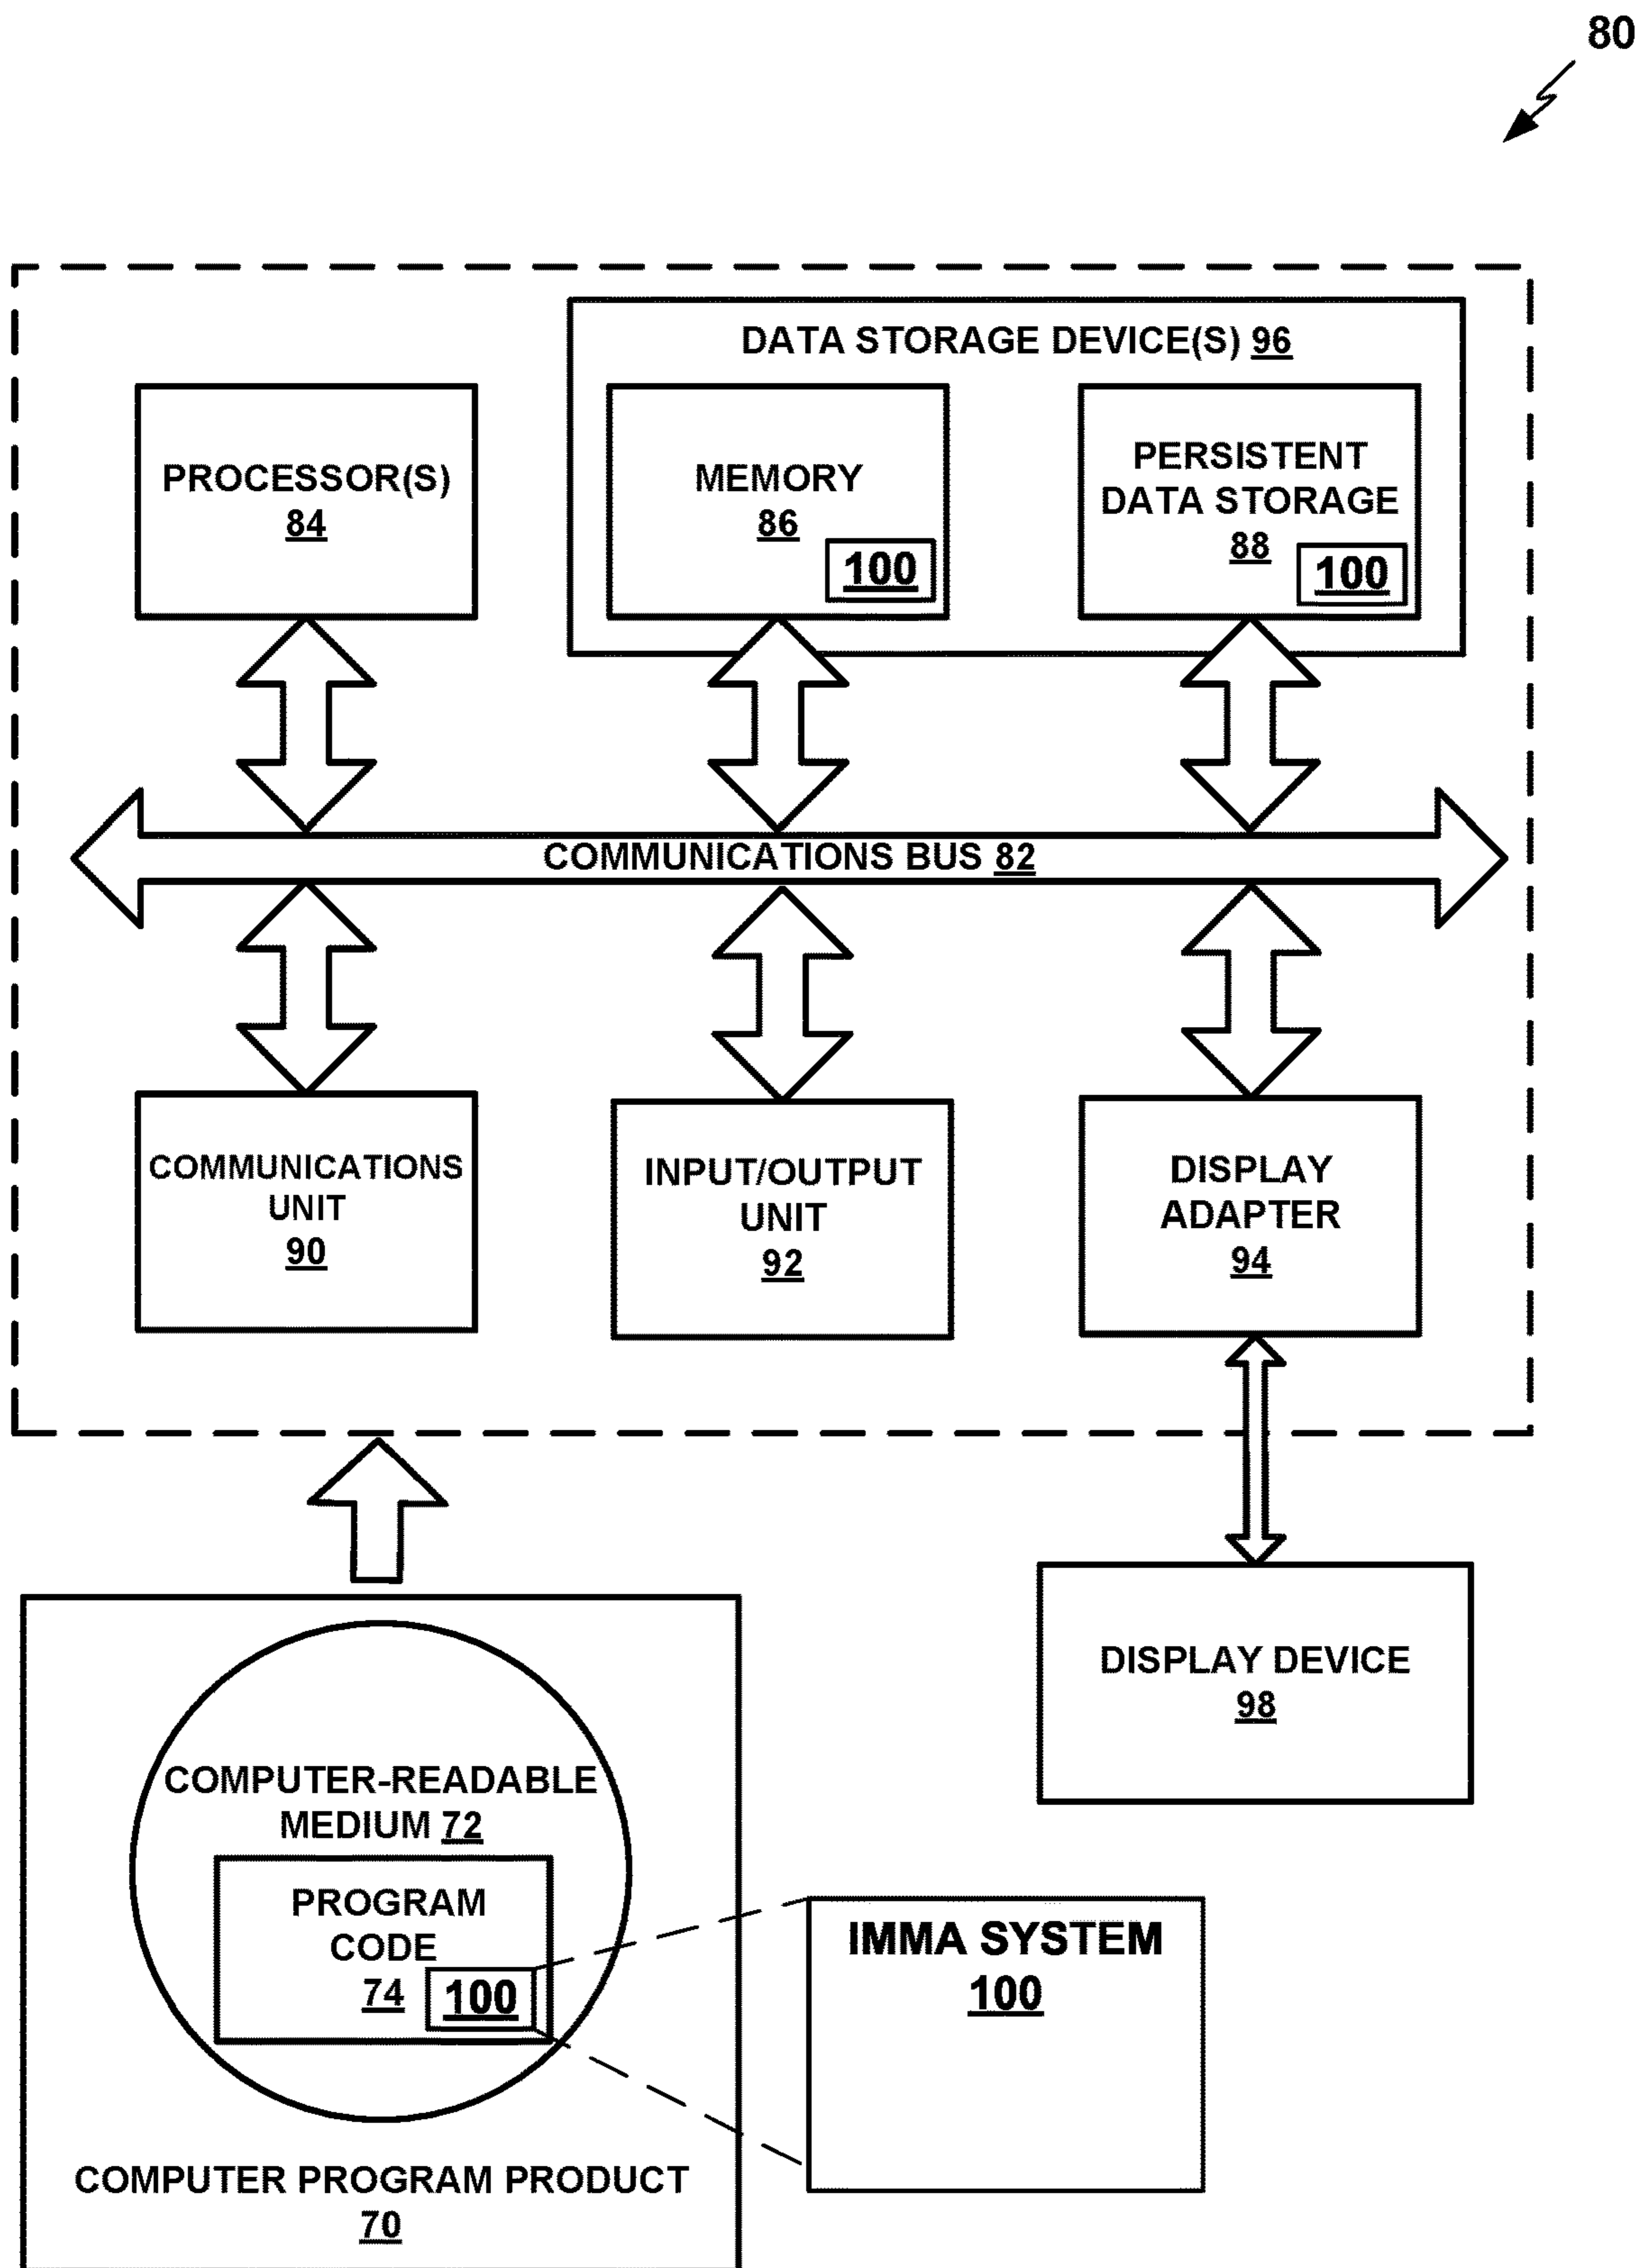 80
DATA STORAGE DEVICE(S) 96
PROCESSOR(S)
84
MEMORY
86
100
PERSISTENT
DATA STORAGE
88
100
COMMUNICATIONS BUS 82
COMMUNICATIONS
UNIT
90
INPUT/OUTPUT
UNIT
92
DISPLAY
ADAPTER
94
DISPLAY DEVICE
98
COMPUTER-READABLE
MEDIUM 72
PROGRAM
CODE
74
100
IMMA SYSTEM
100
COMPUTER PROGRAM PRODUCT
70